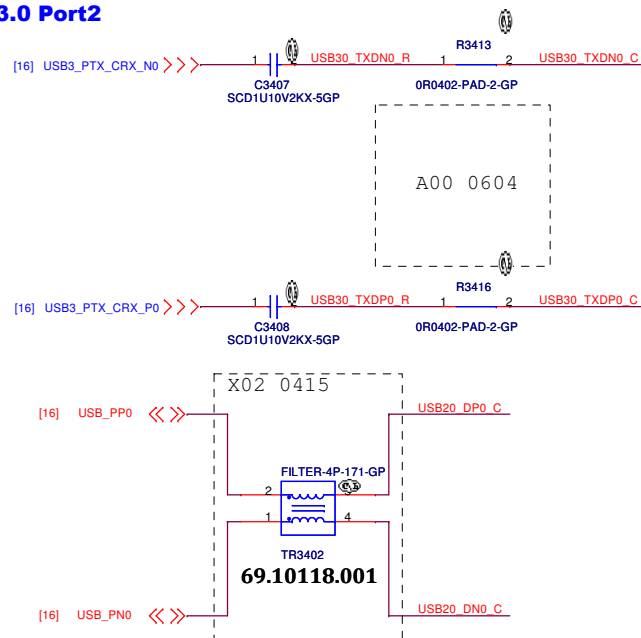 3.0 Port2
[16] USB3_PTX_CRX_N0
1
2
USB30_TXDN0_R
R3413
1
2
USB30_TXDN0_C
C3407
SCD1U10V2KX-5GP
0R0402-PAD-2-GP
A00 0604
[16] USB3_PTX_CRX_P0
1
USB30_TXDP0_R
R3416
1
2
USB30_TXDP0_C
C3408
SCD1U10V2KX-5GP
0R0402-PAD-2-GP
X02 0415
[16] USB_PP0
USB20_DP0_C
FILTER-4P-171-GP
2
3
1
4
TR3402
69.10118.001
[16] USB_PN0
USB20_DN0_C